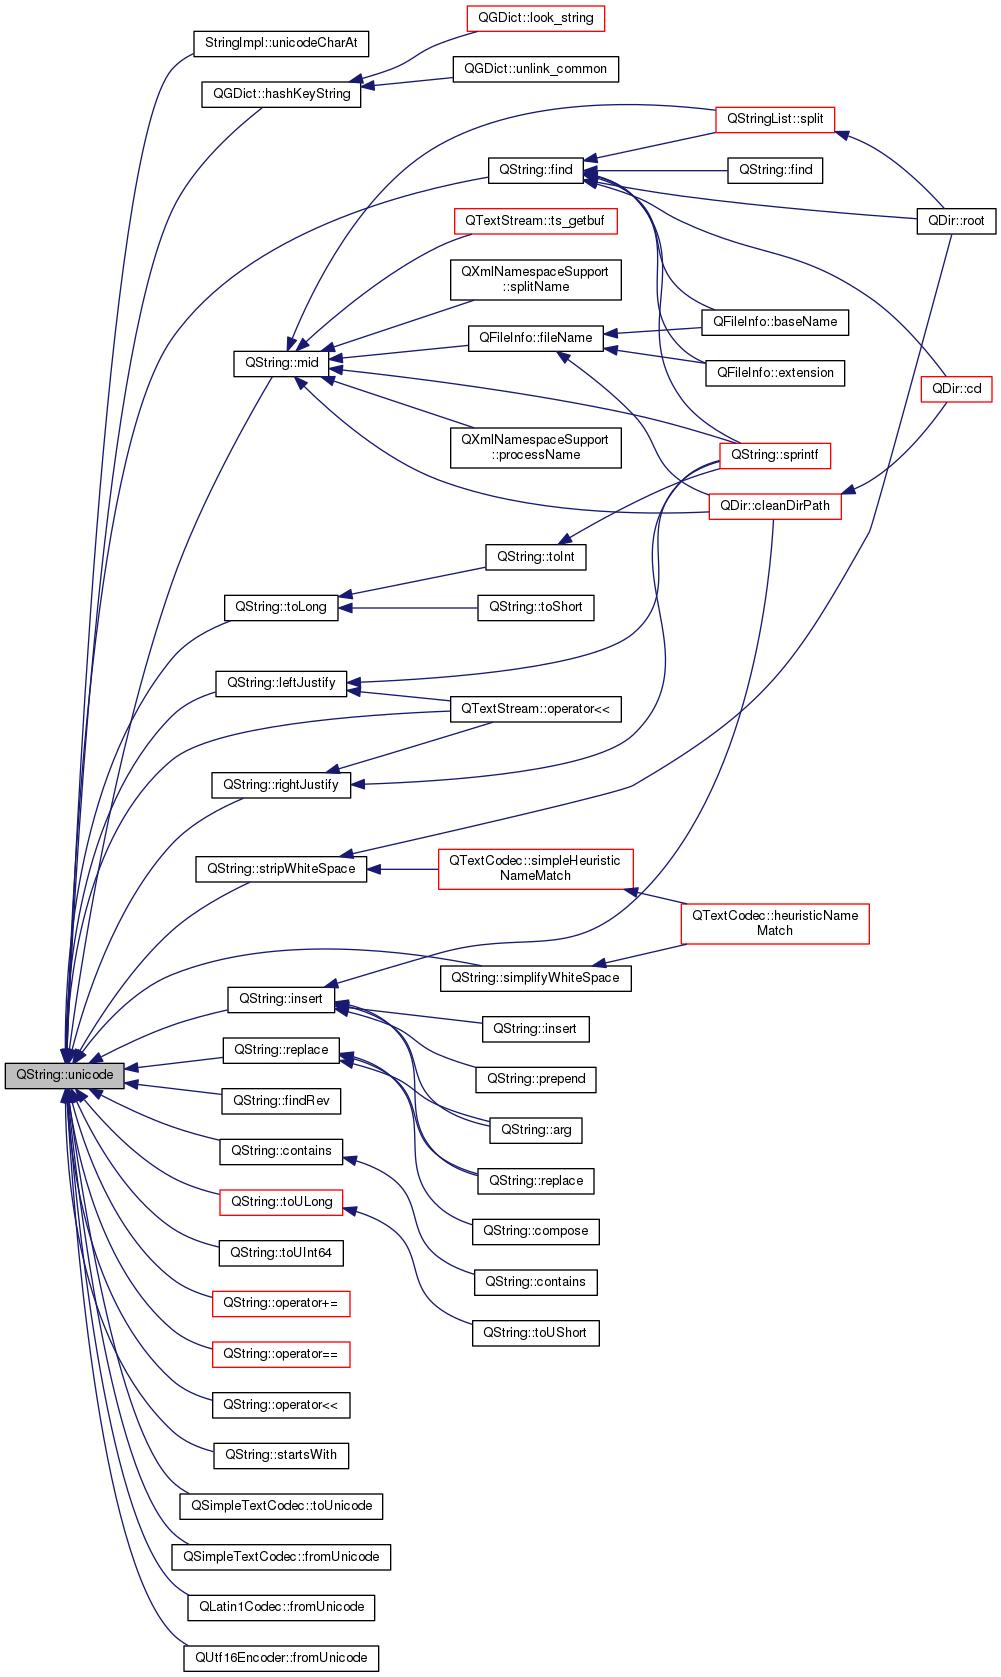 QGDict::look_string
StringImpl::unicodeCharAt
QGDict::unlink_common
QGDict::hashKeyString
QStringList::split
QString::find
QString::find
QTextStream::ts_getbuf
QDir::root
QXmlNamespaceSupport
::splitName
QFileInfo::baseName
QFileInfo::fileName
QString::mid
QFileInfo::extension
QDir::cd
QXmlNamespaceSupport
::processName
QString::sprintf
QDir::cleanDirPath
QString::toInt
QString::toLong
QString::toShort
QString::leftJustify
QTextStream::operator<<
QString::rightJustify
QString::stripWhiteSpace
QTextCodec::simpleHeuristic
NameMatch
QTextCodec::heuristicName
Match
QString::simplifyWhiteSpace
QString::insert
QString::insert
QString::replace
QString::unicode
QString::prepend
QString::findRev
QString::arg
QString::contains
QString::replace
QString::toULong
QString::compose
QString::toUInt64
QString::contains
QString::operator+=
QString::toUShort
QString::operator==
QString::operator<<
QString::startsWith
QSimpleTextCodec::toUnicode
QSimpleTextCodec::fromUnicode
QLatin1Codec::fromUnicode
QUtf16Encoder::fromUnicode